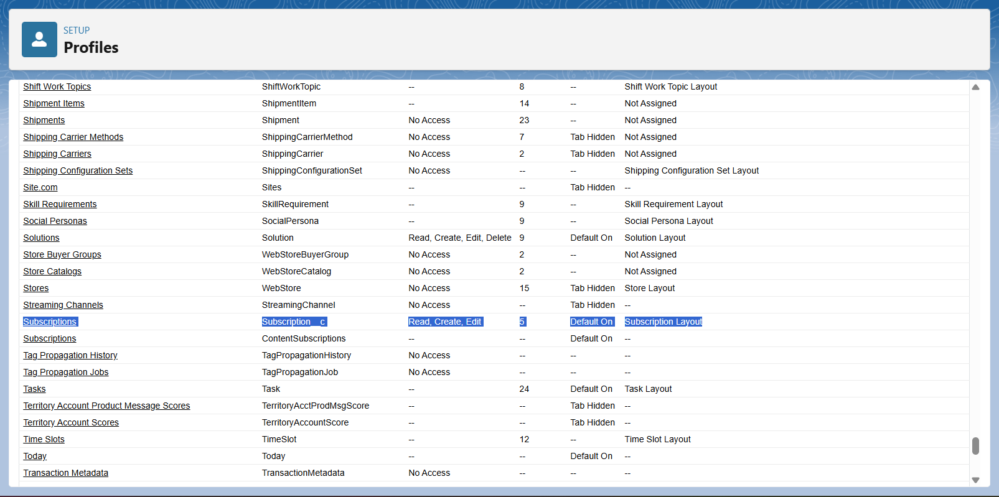 SETUP
Profiles
Shift Work Topics ShiftWorkTopic -- 8 -- Shift Work Topic Layout
Shipment Items ShipmentItem -- 14 -- Not Assigned
Shipments Shipment No Access 23 -- Not Assigned
Shipping Carrier Methods ShippingCarrierMethod No Access 7 Tab Hidden Not Assigned
Shipping Carriers ShippingCarrier No Access 2 Tab Hidden Not Assigned
Shipping Configuration Sets ShippingConfigurationSet No Access -- -- Shipping Configuration Set Layout
Site.com Sites -- -- Tab Hidden --
Skill Requirements SkillRequirement -- 9 -- Skill Requirement Layout
Social Personas SocialPersona -- 9 -- Social Persona Layout
Solutions Solution Read, Create, Edit, Delete 9 Default On Solution Layout
Store Buyer Groups WebStoreBuyerGroup No Access 2 -- Not Assigned
Store Catalogs WebStoreCatalog No Access 2 -- Not Assigned
Stores WebStore No Access 15 Tab Hidden Store Layout
Streaming Channels StreamingChannel No Access -- Tab Hidden --
Subscriptions Subscription__c Read, Create, Edit 5 Default On Subscription Layout
Subscriptions ContentSubscriptions -- -- Default On --
Tag Propagation History TagPropagationHistory No Access -- -- --
Tag Propagation Jobs TagPropagationJob No Access -- -- --
Tasks Task -- 24 Default On Task Layout
Territory Account Product Message Scores TerritoryAcctProdMsgScore -- -- Tab Hidden --
Territory Account Scores TerritoryAccountScore -- -- Tab Hidden --
Time Slots TimeSlot -- 12 -- Time Slot Layout
Today Today -- -- Default On --
Transaction Metadata TransactionMetadata No Access -- -- --